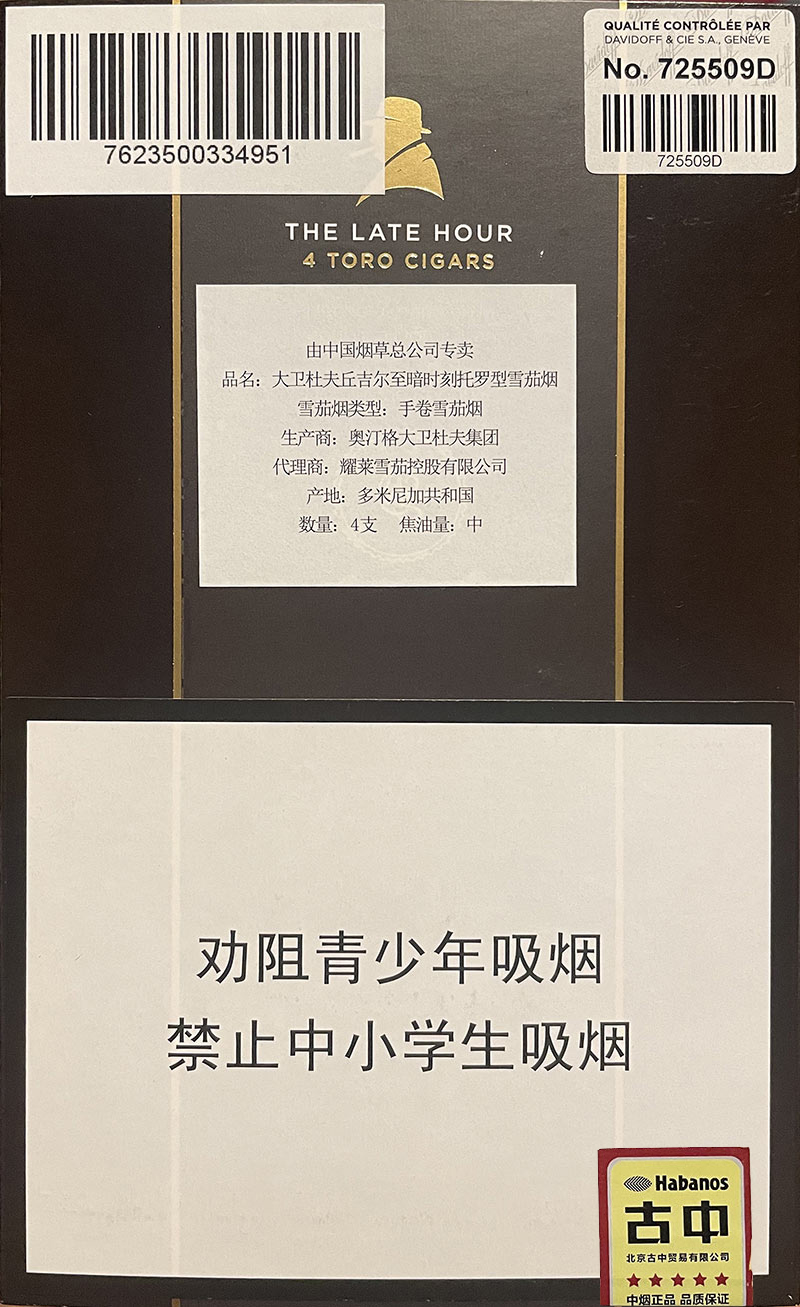 7623500334951
QUALITÉ CONTRÔLÉE PAR
DAVIDOFF & CIE S.A., GENÈVE
No. 725509D
725509D
THE LATE HOUR
4 TORO CIGARS
由中国烟草总公司专卖
品名：大卫杜夫丘吉尔至暗时刻托罗型雪茄烟
雪茄烟类型：手卷雪茄烟
生产商：奥汀格大卫杜夫集团
代理商：耀莱雪茄控股有限公司
产地：多米尼加共和国
数量：4支 焦油量：中
劝阻青少年吸烟
禁止中小学生吸烟
Habanos
古中
北京古中贸易有限公司
中烟正品 品质保证